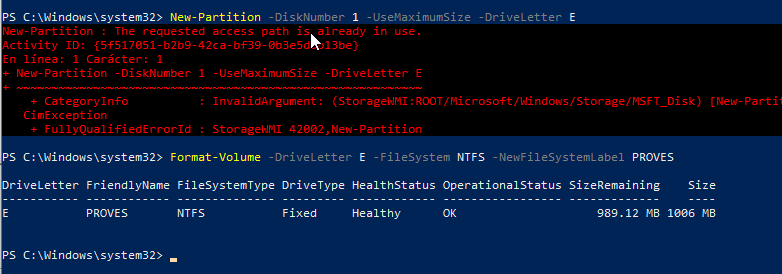 PS C:\Windows\system32> New-Partition -DiskNumber 1 -UseMaximumSize -DriveLetter E
New-Partition : The requested access path is already in use.
Activity ID: {5f517051-b2b9-42ca-bf39-0b3e5d 13be}
En línea: 1 Carácter: 1
+ New-Partition -DiskNumber 1 -UseMaximumSize -DriveLetter E
+ ~~~~~~~~~~~~~~~~~~~~~~~~~~~~~~~~~~~~~~~~~~~~~~~~~~~~~~~~~~
+ CategoryInfo : InvalidArgument: (StorageWMI:ROOT/Microsoft/Windows/Storage/MSFT_Disk) [New-Partit
CimException
+ FullyQualifiedErrorId : StorageWMI 42002,New-Partition
PS C:\Windows\system32> Format-Volume -DriveLetter E -FileSystem NTFS -NewFileSystemLabel PROVES
DriveLetter FriendlyName FileSystemType DriveType HealthStatus OperationalStatus SizeRemaining Size
----------- ------------ -------------- --------- ------------ ----------------- ------------- ----
E PROVES NTFS Fixed Healthy OK 989.12 MB 1006 MB
PS C:\Windows\system32> _